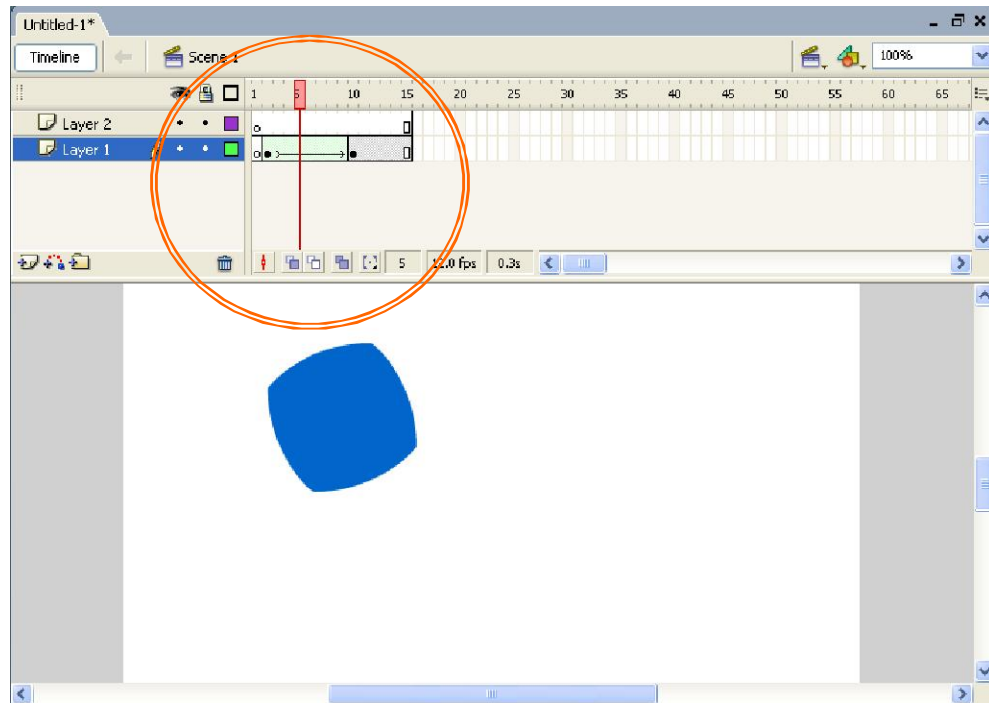 Untitled-1*
Timeline Scene 1 100%
1 5 10 15 20 25 30 35 40 45 50 55 60 65
Layer 2
Layer 1
5 12.0 fps 0.3s